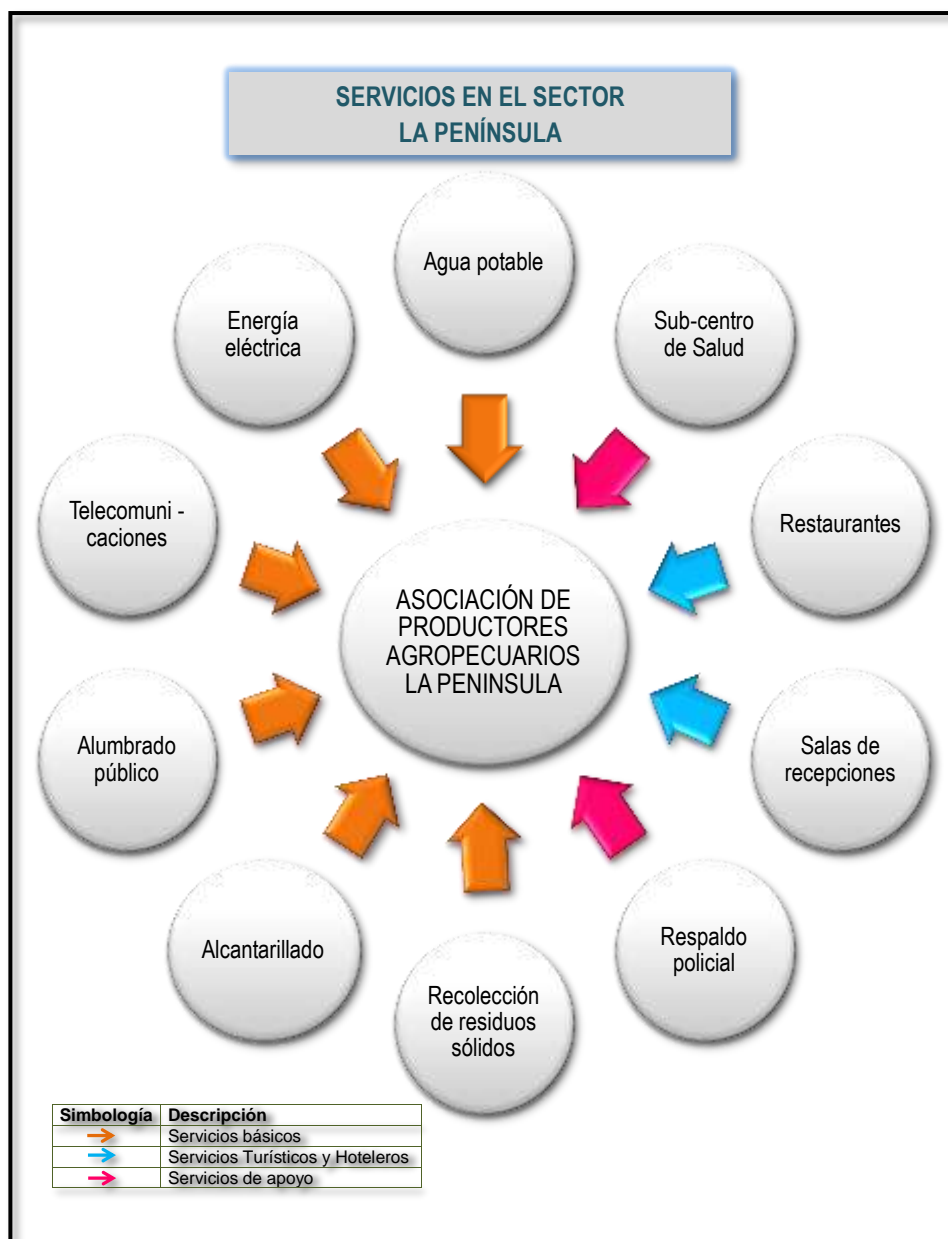 SERVICIOS EN EL SECTOR
LA PENÍNSULA
Agua potable
Energía
eléctrica
Sub-centro
de Salud
Telecomuni -
caciones
Restaurantes
ASOCIACIÓN DE
PRODUCTORES
AGROPECUARIOS
LA PENINSULA
Alumbrado
público
Salas de
recepciones
Alcantarillado
Respaldo
policial
Recolección
de residuos
sólidos
Simbología Descripción
Servicios básicos
Servicios Turísticos y Hoteleros
Servicios de apoyo